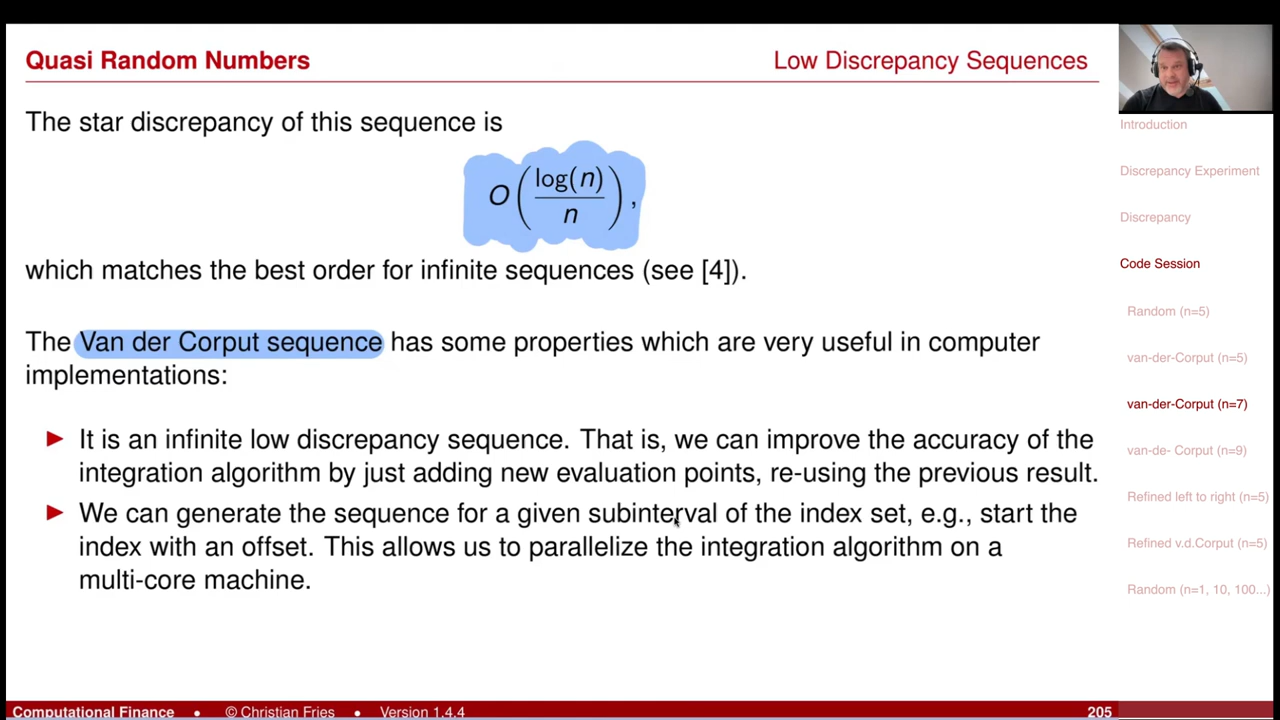 Quasi Random Numbers
Low Discrepancy Sequences
The star discrepancy of this sequence is
O(log(n)/n),
which matches the best order for infinite sequences (see [4]).
The Van der Corput sequence has some properties which are very useful in computer
implementations:
► It is an infinite low discrepancy sequence. That is, we can improve the accuracy of the
integration algorithm by just adding new evaluation points, re-using the previous result.
► We can generate the sequence for a given subinterval of the index set, e.g., start the
index with an offset. This allows us to parallelize the integration algorithm on a
multi-core machine.
Introduction
Discrepancy Experiment
Discrepancy
Code Session
Random (n=5)
van-der-Corput (n=5)
van-der-Corput (n=7)
van-de- Corput (n=9)
Refined left to right (n=5)
Refined v.d.Corput (n=5)
Random (n=1, 10, 100...)
Computational Finance • © Christian Fries • Version 1.4.4
205